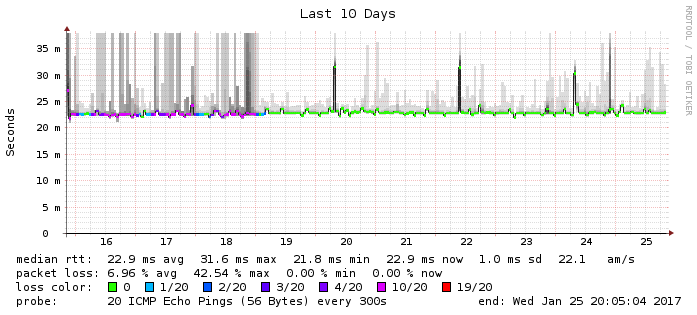 Last 10 Days
RRDTOOL / TOBI OETIKER
Seconds
35 m
30 m
25 m
20 m
15 m
10 m
5 m
0
16 17 18 19 20 21 22 23 24 25
median rtt: 22.9 ms avg 31.6 ms max 21.8 ms min 22.9 ms now 1.0 ms sd 22.1 am/s
packet loss: 6.96 % avg 42.54 % max 0.00 % min 0.00 % now
loss color: 0 1/20 2/20 3/20 4/20 10/20 19/20
probe: 20 ICMP Echo Pings (56 Bytes) every 300s end: Wed Jan 25 20:05:04 2017